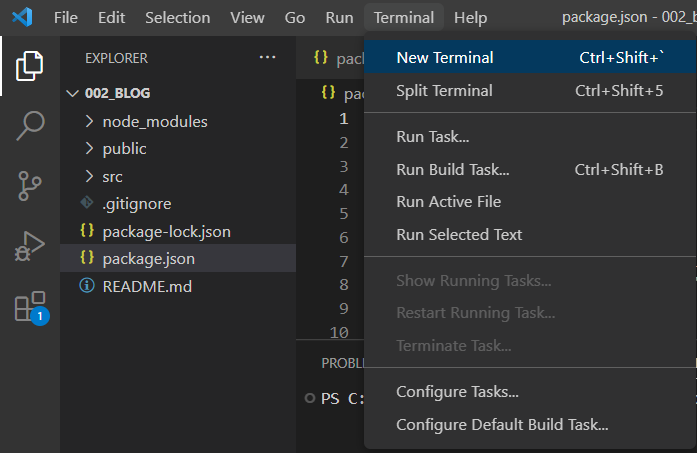 File Edit Selection View Go Run Terminal Help package.json - 002_b
EXPLORER ...
002_BLOG
node_modules
public
src
.gitignore
{} package-lock.json
{} package.json
README.md
1
{} pack
{} pac
1
2
3
4
5
6
7
8
9
10
PROBLE
PS C:
New Terminal Ctrl+Shift+`
Split Terminal Ctrl+Shift+5
Run Task...
Run Build Task... Ctrl+Shift+B
Run Active File
Run Selected Text
Show Running Tasks...
Restart Running Task...
Terminate Task...
Configure Tasks...
Configure Default Build Task...